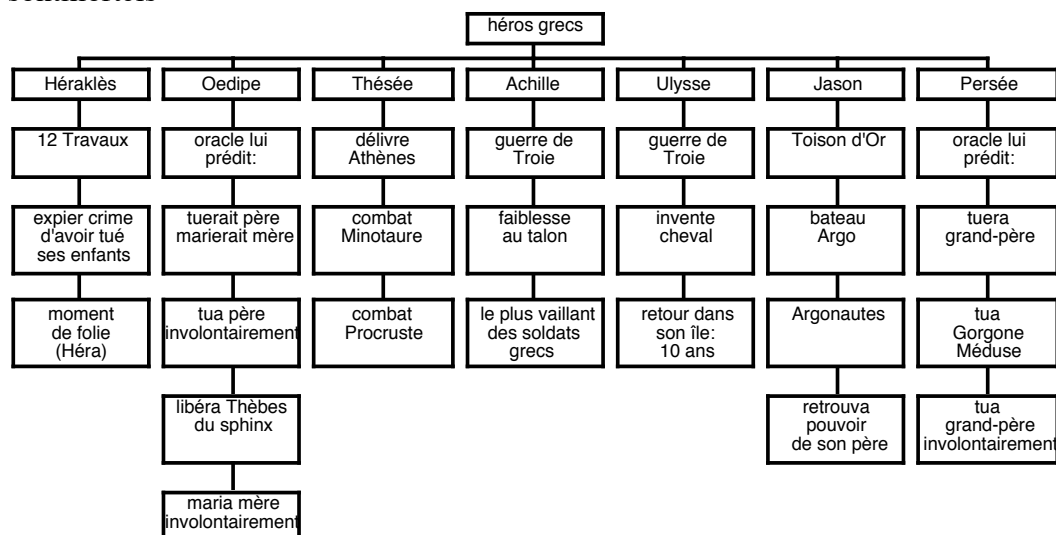 héros grecs
Héraklès
Oedipe
Thésée
Achille
Ulysse
Jason
Persée
12 Travaux
oracle lui
prédit:
délivre
Athènes
guerre de
Troie
guerre de
Troie
Toison d'Or
oracle lui
prédit:
expier crime
d'avoir tué
ses enfants
tuerait père
marierait mère
combat
Minotaure
faiblesse
au talon
invente
cheval
bateau
Argo
tuera
grand-père
moment
de folie
(Héra)
tua père
involontairement
combat
Procruste
le plus vaillant
des soldats
grecs
retour dans
son île:
10 ans
Argonautes
tua
Gorgone
Méduse
libéra Thèbes
du sphinx
retrouva
pouvoir
de son père
tua
grand-père
involontairement
maria mère
involontairement